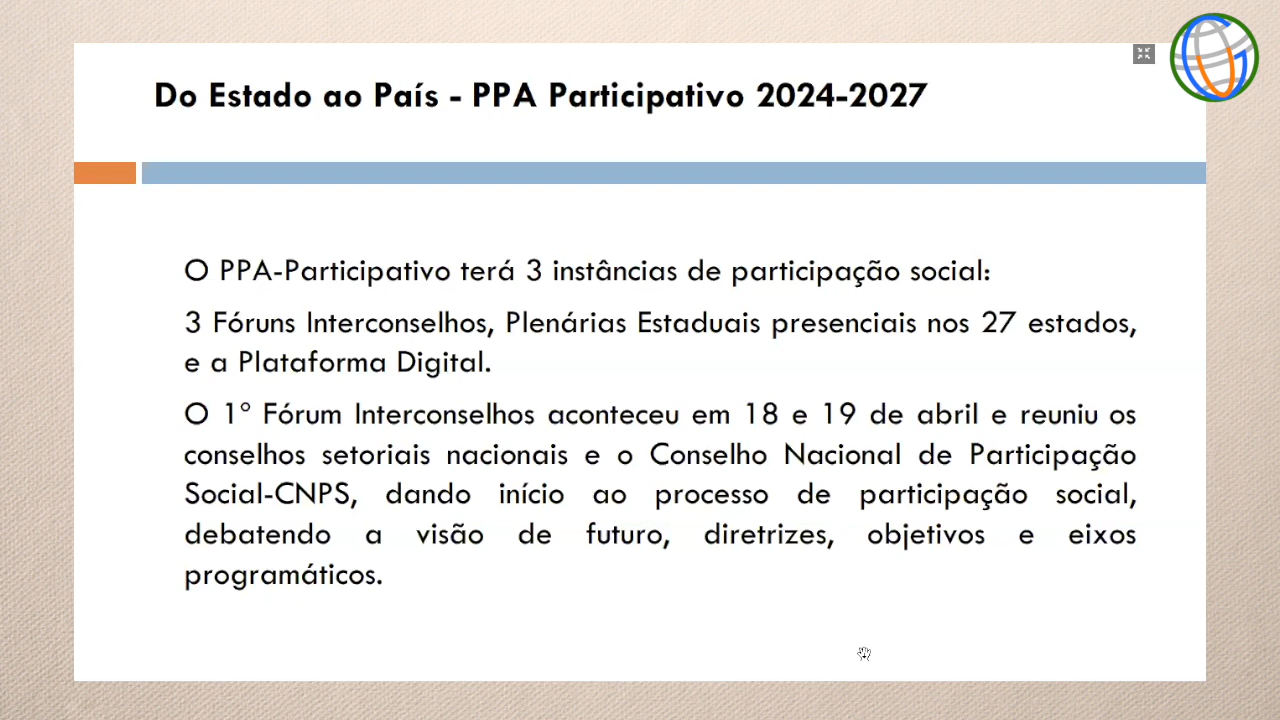 Do Estado ao País - PPA Participativo 2024-2027
O PPA-Participativo terá 3 instâncias de participação social:
3 Fóruns Interconselhos, Plenárias Estaduais presenciais nos 27 estados,
e a Plataforma Digital.
O 1º Fórum Interconselhos aconteceu em 18 e 19 de abril e reuniu os
conselhos setoriais nacionais e o Conselho Nacional de Participação
Social-CNPS, dando início ao processo de participação social,
debatendo a visão de futuro, diretrizes, objetivos e eixos
programáticos.